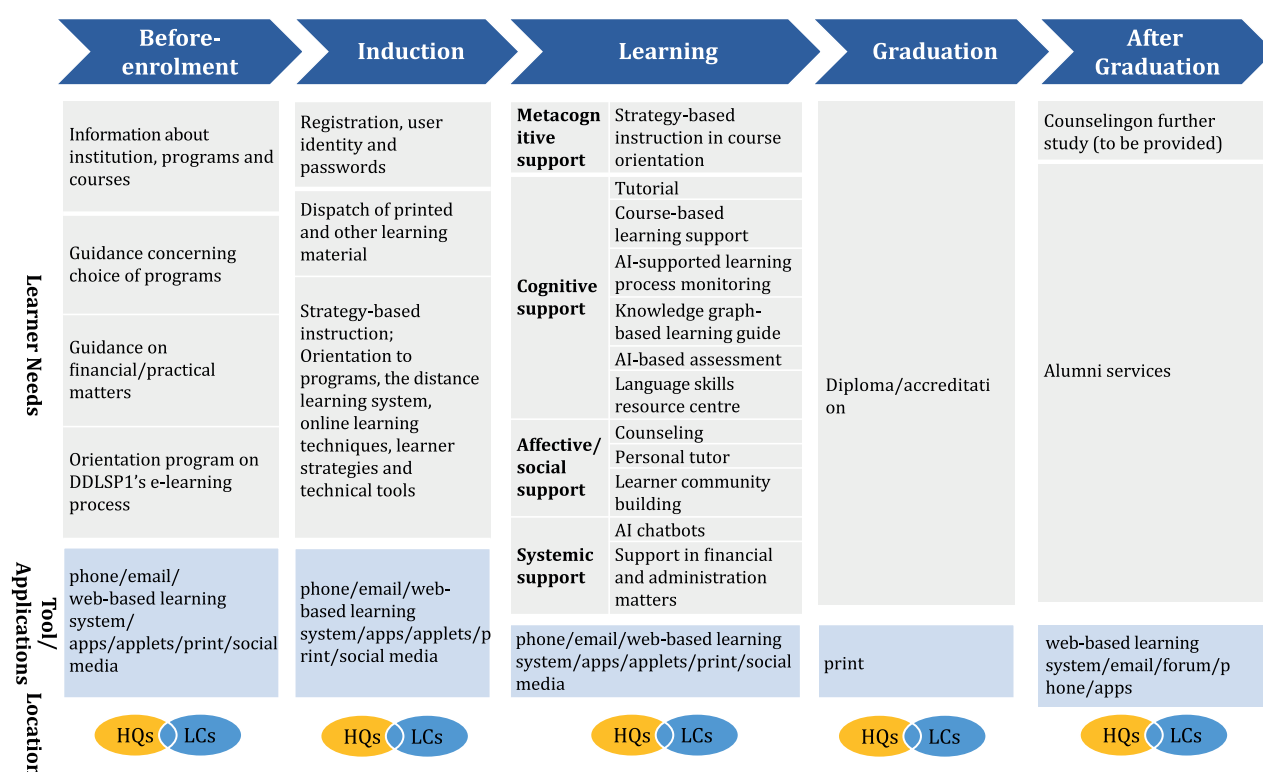 Before-
enrolment
Induction
Learning
Graduation
After
Graduation
Learner Needs
Information about
institution, programs and
courses
Guidance concerning
choice of programs
Guidance on
financial/practical
matters
Orientation program on
DDLSP1's e-learning
process
Registration, user
identity and
passwords
Dispatch of printed
and other learning
material
Strategy-based
instruction;
Orientation to
programs, the distance
learning system,
online learning
techniques, learner
strategies and
technical tools
Metacogn
itive
support
Strategy-based
instruction in course
orientation
Cognitive
support
Tutorial
Course-based
learning support
AI-supported learning
process monitoring
Knowledge graph-
based learning guide
AI-based assessment
Language skills
resource centre
Affective/
social
support
Counseling
Personal tutor
Learner community
building
Systemic
support
AI chatbots
Support in financial
and administration
matters
Diploma/accreditati
on
Counselingon further
study (to be provided)
Alumni services
Tool/
Applications
phone/email/
web-based learning
system/
apps/applets/print/social
media
phone/email/web-
based learning
system/apps/applets/p
rint/social media
phone/email/web-based learning
system/apps/applets/print/social
media
print
web-based learning
system/email/forum/p
hone/apps
Location
HQs LCs
HQs LCs
HQs LCs
HQs LCs
HQs LCs